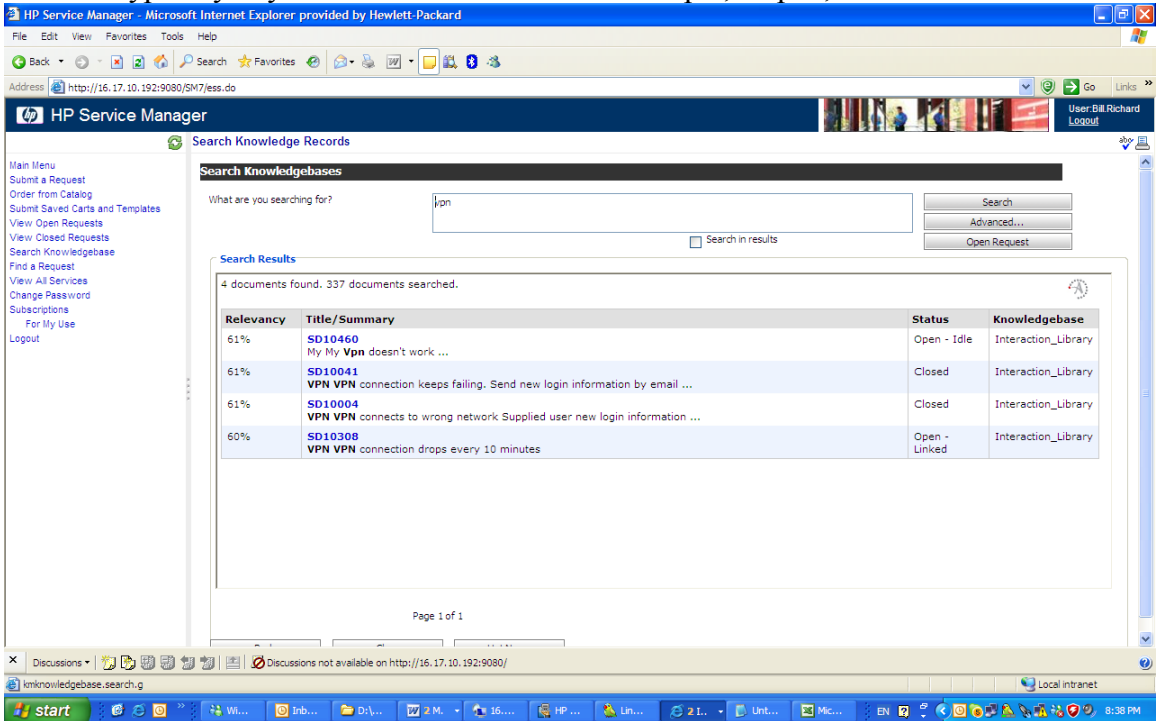 HP Service Manager - Microsoft Internet Explorer provided by Hewlett-Packard
File Edit View Favorites Tools Help
Back Search Favorites
Address http://16.17.10.192:9080/SM7/ess.do Go Links »
HP Service Manager User:Bill.Richard
Logout
Search Knowledge Records
Main Menu
Submit a Request
Order from Catalog
Submit Saved Carts and Templates
View Open Requests
View Closed Requests
Search Knowledgebase
Find a Request
View All Services
Change Password
Subscriptions
For My Use
Logout
Search Knowledgebases
What are you searching for? vpn Search
Advanced...
Search in results Open Request
Search Results
4 documents found. 337 documents searched.
Relevancy Title/Summary Status Knowledgebase
61% SD10460 Open - Idle Interaction_Library
My My Vpn doesn't work ...
61% SD10041 Closed Interaction_Library
VPN VPN connection keeps failing. Send new login information by email ...
61% SD10004 Closed Interaction_Library
VPN VPN connects to wrong network Supplied user new login information ...
60% SD10308 Open - Linked Interaction_Library
VPN VPN connection drops every 10 minutes
Page 1 of 1
Discussions Discussions not available on http://16.17.10.192:9080/
kmknowledgebase.search.g Local intranet
start Wi... Inb... D:\... 2 M. 16.... HP ... Lin... 2 I.. Unt... Mic... EN 8:38 PM